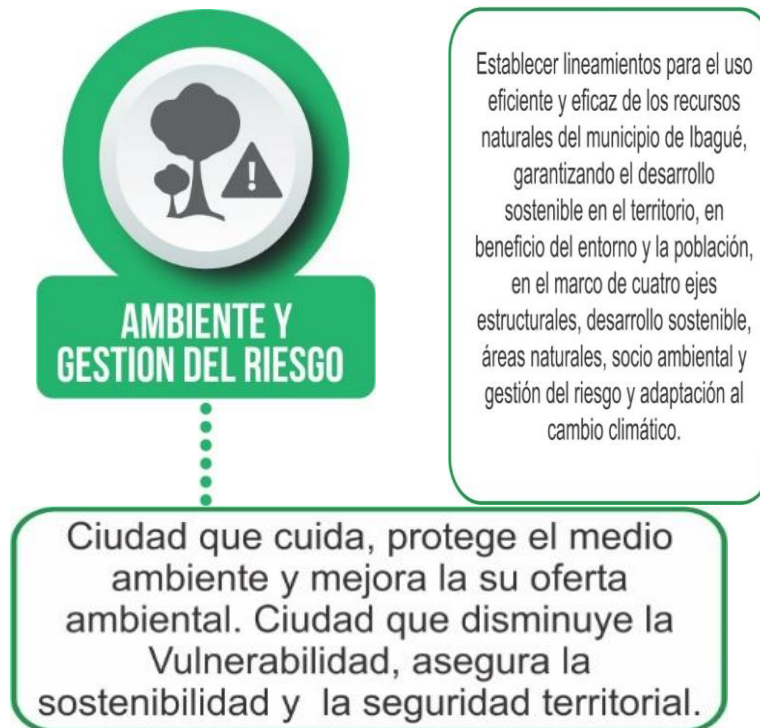 AMBIENTE Y
GESTION DEL RIESGO
Establecer lineamientos para el uso
eficiente y eficaz de los recursos
naturales del municipio de Ibagué,
garantizando el desarrollo
sostenible en el territorio, en
beneficio del entorno y la población,
en el marco de cuatro ejes
estructurales, desarrollo sostenible,
áreas naturales, socio ambiental y
gestión del riesgo y adaptación al
cambio climático.
Ciudad que cuida, protege el medio
ambiente y mejora la su oferta
ambiental. Ciudad que disminuye la
Vulnerabilidad, asegura la
sostenibilidad y la seguridad territorial.